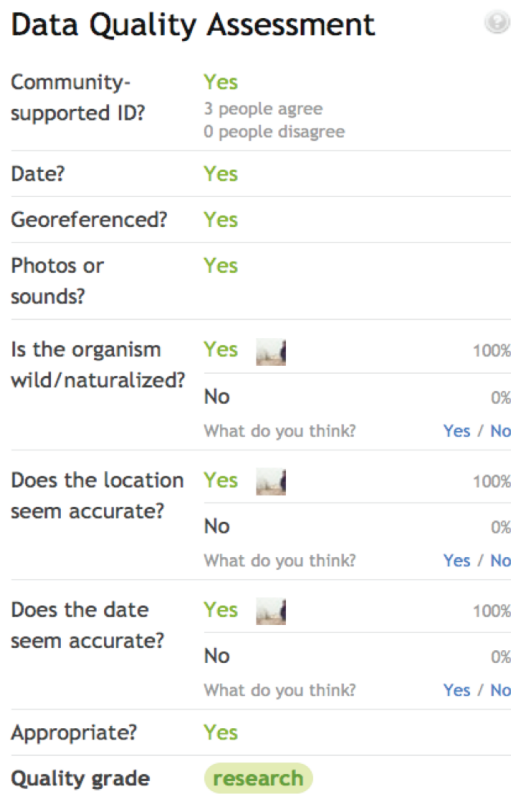 Data Quality Assessment
?
Community-
supported ID?
Yes
3 people agree
0 people disagree
Date?
Yes
Georeferenced?
Yes
Photos or
sounds?
Yes
Is the organism
wild/naturalized?
Yes 100%
No 0%
What do you think? Yes / No
Does the location
seem accurate?
Yes 100%
No 0%
What do you think? Yes / No
Does the date
seem accurate?
Yes 100%
No 0%
What do you think? Yes / No
Appropriate?
Yes
Quality grade
research